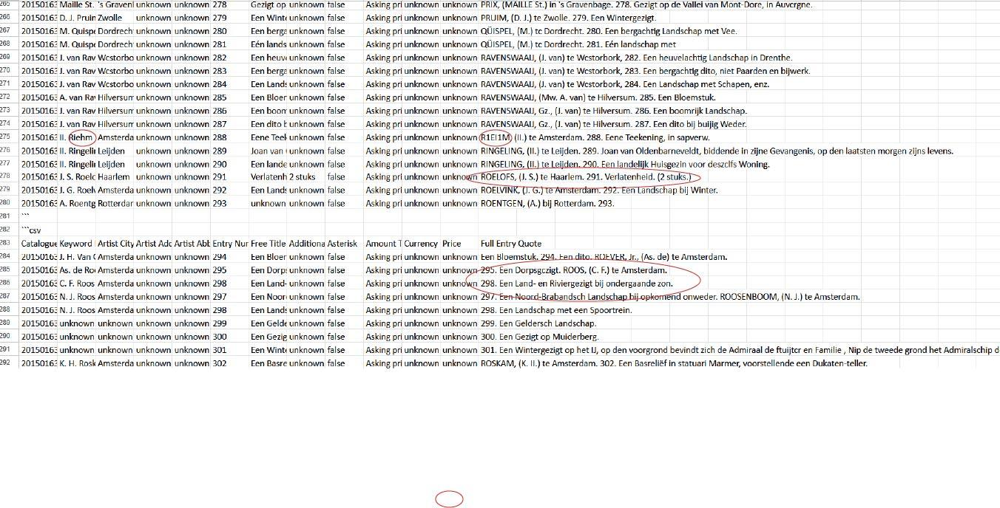 265 20150163 Maille St. 's Gravenl unknown unknown 278 Gezigt op unknown false Asking pri unknown unknown PRIX, (MAILLE St.) in 's Gravenbage. 278. Gezigt op de Vallei van Mont-Dore, in Auvcrgne.
266 20150163 D. J. Pruin Zwolle unknown unknown 279 Een Winte unknown false Asking pri unknown unknown PRUIM, (D. J.) te Zwolle. 279. Een Wintergezigt.
267 20150163 M. Quispe Dordrech unknown unknown 280 Een berga unknown false Asking pri unknown unknown QÜISPEL, (M.) tc Dordrecht. 280. Een bergachtig Landschap met Vee.
268 20150163 M. Quispe Dordrech unknown unknown 281 Eén lands unknown false Asking pri unknown unknown QÜISPEL, (M.) tc Dordrecht. 281. Eén landschap met
269 20150163 J. van Rav Wcstorbo unknown unknown 282 Een heuve unknown false Asking pri unknown unknown RAVENSWAAIJ, (J. van) te Wcstorbork, 282. Een heuvelachtig Landschap in Drenthe.
270 20150163 J. van Rav Wcstorbo unknown unknown 283 Een berga unknown false Asking pri unknown unknown RAVENSWAAIJ, (J. van) te Wcstorbork, 283. Een bergachtig dito, niet Paarden en bijwerk.
271 20150163 J. van Rav Wcstorbo unknown unknown 284 Een Lands unknown false Asking pri unknown unknown RAVENSWAAIJ, (J. van) te Wcstorbork, 284. Een Landschap met Schapen, enz.
272 20150163 A. van Rav Hilversum unknown unknown 285 Een Bloer unknown false Asking pri unknown unknown RAVENSWAAIJ, (Mw. A. van) te Hilversum. 285. Een Bloemstuk.
273 20150163 J. van Rav Hilversum unknown unknown 286 Een boom unknown false Asking pri unknown unknown RAVENSWAAIJ, Gz., (J. van) te Hilversum. 286. Een boomrijk Landschap.
274 20150163 J. van Rav Hilversum unknown unknown 287 Een dito b unknown false Asking pri unknown unknown RAVENSWAAIJ, Gz., (J. van) te Hilversum. 287. Een dito bij buijig Weder.
275 20150163 II. Riehm Amsterda unknown unknown 288 Eene Teel unknown false Asking pri unknown unknown R1EI1M, (II.) te Amsterdam. 288. Eene Teekening, in sapverw.
276 20150163 II. Ringelin Leijden unknown unknown 289 Joan van unknown false Asking pri unknown unknown RINGELING, (II.) te Leijden. 289. Joan van Oldenbarneveldt, biddende in zijne Gevangenis, op den laatsten morgen zijns levens.
277 20150163 II. Ringelin Leijden unknown unknown 290 Een lande unknown false Asking pri unknown unknown RINGELING, (II.) te Leijden. 290. Een landelijk Huisgezin voor deszclfs Woning.
278 20150163 J. S. Roelc Haarlem unknown unknown 291 Verlatenh 2 stuks false Asking pri unknown unknown ROELOFS, (J. S.) te Haarlem. 291. Verlatenheid. (2 stuks.)
279 20150163 J. G. Roelv Amsterda unknown unknown 292 Een Lands unknown false Asking pri unknown unknown ROELVINK, (J. G.) te Amsterdam. 292. Een Landschap bij Winter.
280 20150163 A. Roentg Rotterdar unknown unknown 293 unknown unknown false Asking pri unknown unknown ROENTGEN, (A.) bij Rotterdam. 293.
281 ```
282 ```csv
283 Catalogue Keyword Artist City Artist Adc Artist Abb Entry Nur Free Title Additiona Asterisk Amount T Currency Price Full Entry Quote
284 20150163 J. H. Van Amsterda unknown unknown 294 Een Bloer unknown false Asking pri unknown unknown Een Bloemstuk. 294. Een dito. ROEVER, Jr., (As. de) te Amsterdam.
285 20150163 As. de Ro Amsterda unknown unknown 295 Een Dorps unknown false Asking pri unknown unknown 295. Een Dorpsgczigt. ROOS, (C. F.) te Amsterdam.
286 20150163 C. F. Roos Amsterda unknown unknown 298 Een Land- unknown false Asking pri unknown unknown 298. Een Land- en Riviergezigt bij ondergaande zon.
287 20150163 N. J. Roos Amsterda unknown unknown 297 Een Noor unknown false Asking pri unknown unknown 297. Een Noord-Brabandsch Landschap bij opkomend onweder. ROOSENBOOM, (N. J.) te Amsterdam.
288 20150163 N. J. Roos Amsterda unknown unknown 298 Een Lands unknown false Asking pri unknown unknown 298. Een Landschap met een Spoortrein.
289 20150163 unknown unknown unknown unknown 299 Een Gelde unknown false Asking pri unknown unknown 299. Een Geldersch Landschap.
290 20150163 unknown unknown unknown unknown 300 Een Gezig unknown false Asking pri unknown unknown 300. Een Gezigt op Muiderberg.
291 20150163 unknown unknown unknown unknown 301 Een Winte unknown false Asking pri unknown unknown 301. Een Wintergezigt op het IJ, op den voorgrond bevindt zich de Admiraal de ftuijtcr en Familie , Nip de tweede grond het Admiralschip d
292 20150163 K. H. Rosk Amsterda unknown unknown 302 Een Basre unknown false Asking pri unknown unknown ROSKAM, (K. II.) te Amsterdam. 302. Een Basreliëf in statuari Marmer, voorstellende een Dukaten-teller.